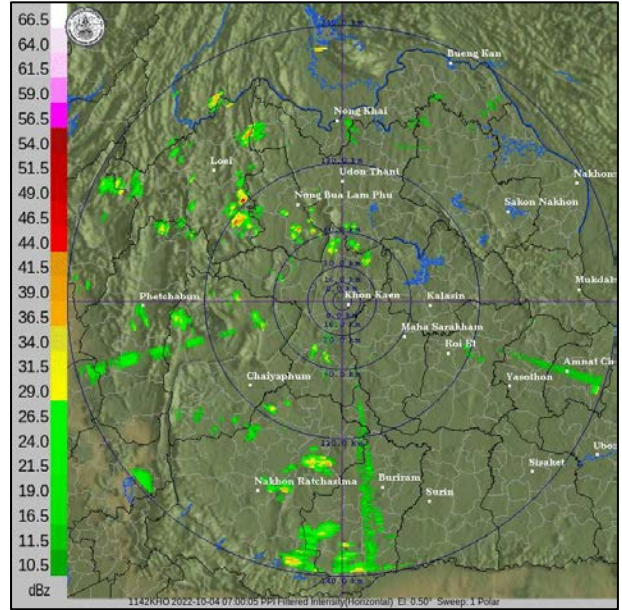 66.5
64.0
61.5
59.0
56.5
54.0
51.5
49.0
46.5
44.0
41.5
39.0
36.5
34.0
31.5
29.0
26.5
24.0
21.5
19.0
16.5
14.0
11.5
10.5
dBz
Bueng Kan
Nong Khai
Loei
Udon Thani
Nakhon
Nong Bua Lam Phu
Sakon Nakhon
Mukdah
Phetchabun
Khon Kaen
Kalasin
Maha Sarakham
Roi Et
Amnat Ch
Chaiyaphum
Yasothon
Ubo
Sisaket
Nakhon Ratchasima
Buriram
Surin
1142KHO 2022-10-04 07:00:05 PPI Filtered Intensity(Horizontal) El: 0.50° Sweep: 1 Polar